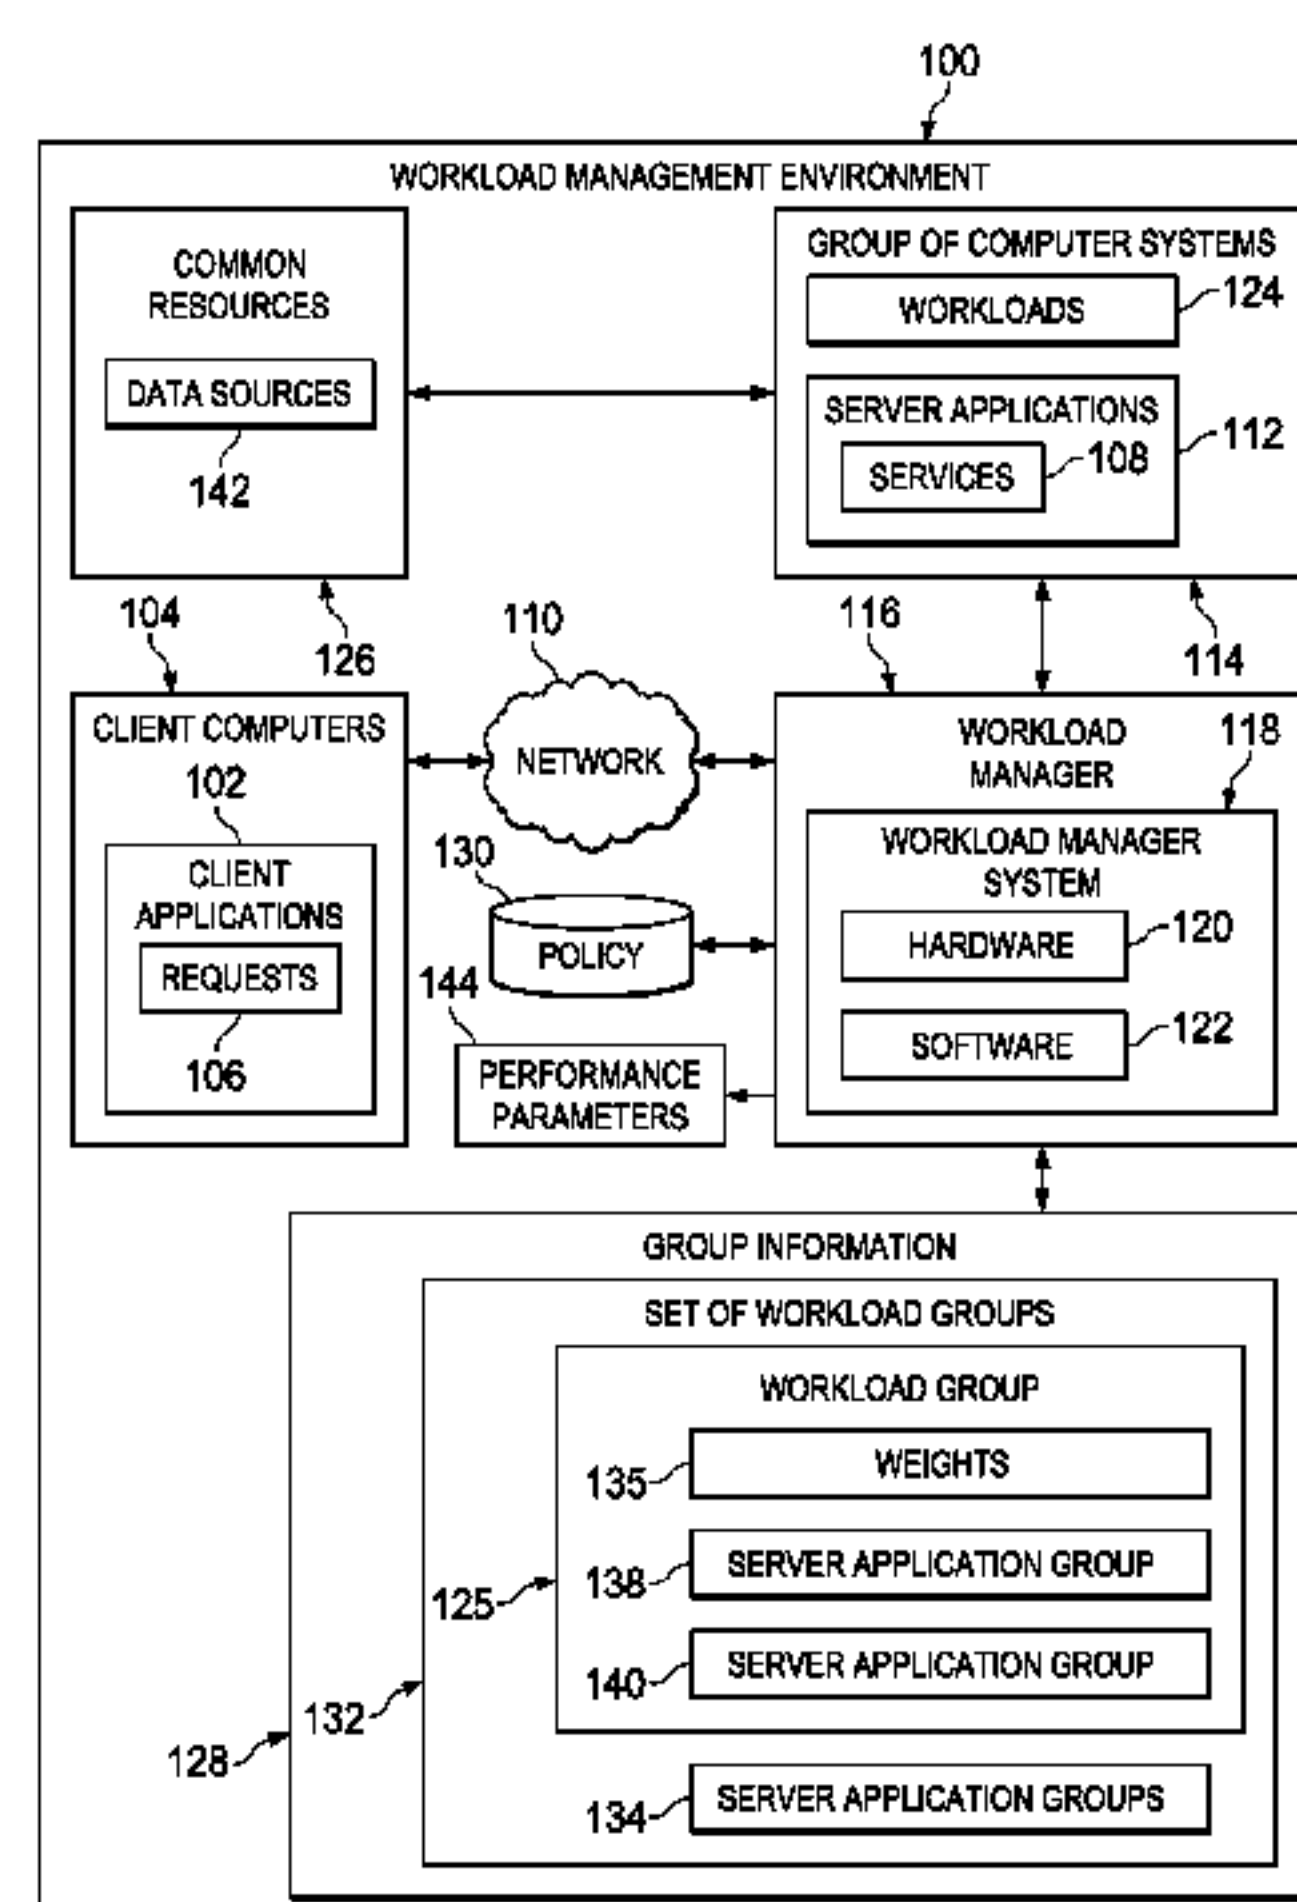 100
WORKLOAD MANAGEMENT ENVIRONMENT
COMMON
RESOURCES
DATA SOURCES
142
126
GROUP OF COMPUTER SYSTEMS
WORKLOADS
124
SERVER APPLICATIONS
112
SERVICES
108
114
104
CLIENT COMPUTERS
102
CLIENT
APPLICATIONS
REQUESTS
106
110
NETWORK
130
POLICY
144
PERFORMANCE
PARAMETERS
116
WORKLOAD
MANAGER
118
WORKLOAD MANAGER
SYSTEM
HARDWARE
120
SOFTWARE
122
GROUP INFORMATION
SET OF WORKLOAD GROUPS
WORKLOAD GROUP
135
WEIGHTS
138
SERVER APPLICATION GROUP
125
140
SERVER APPLICATION GROUP
132
128
134
SERVER APPLICATION GROUPS